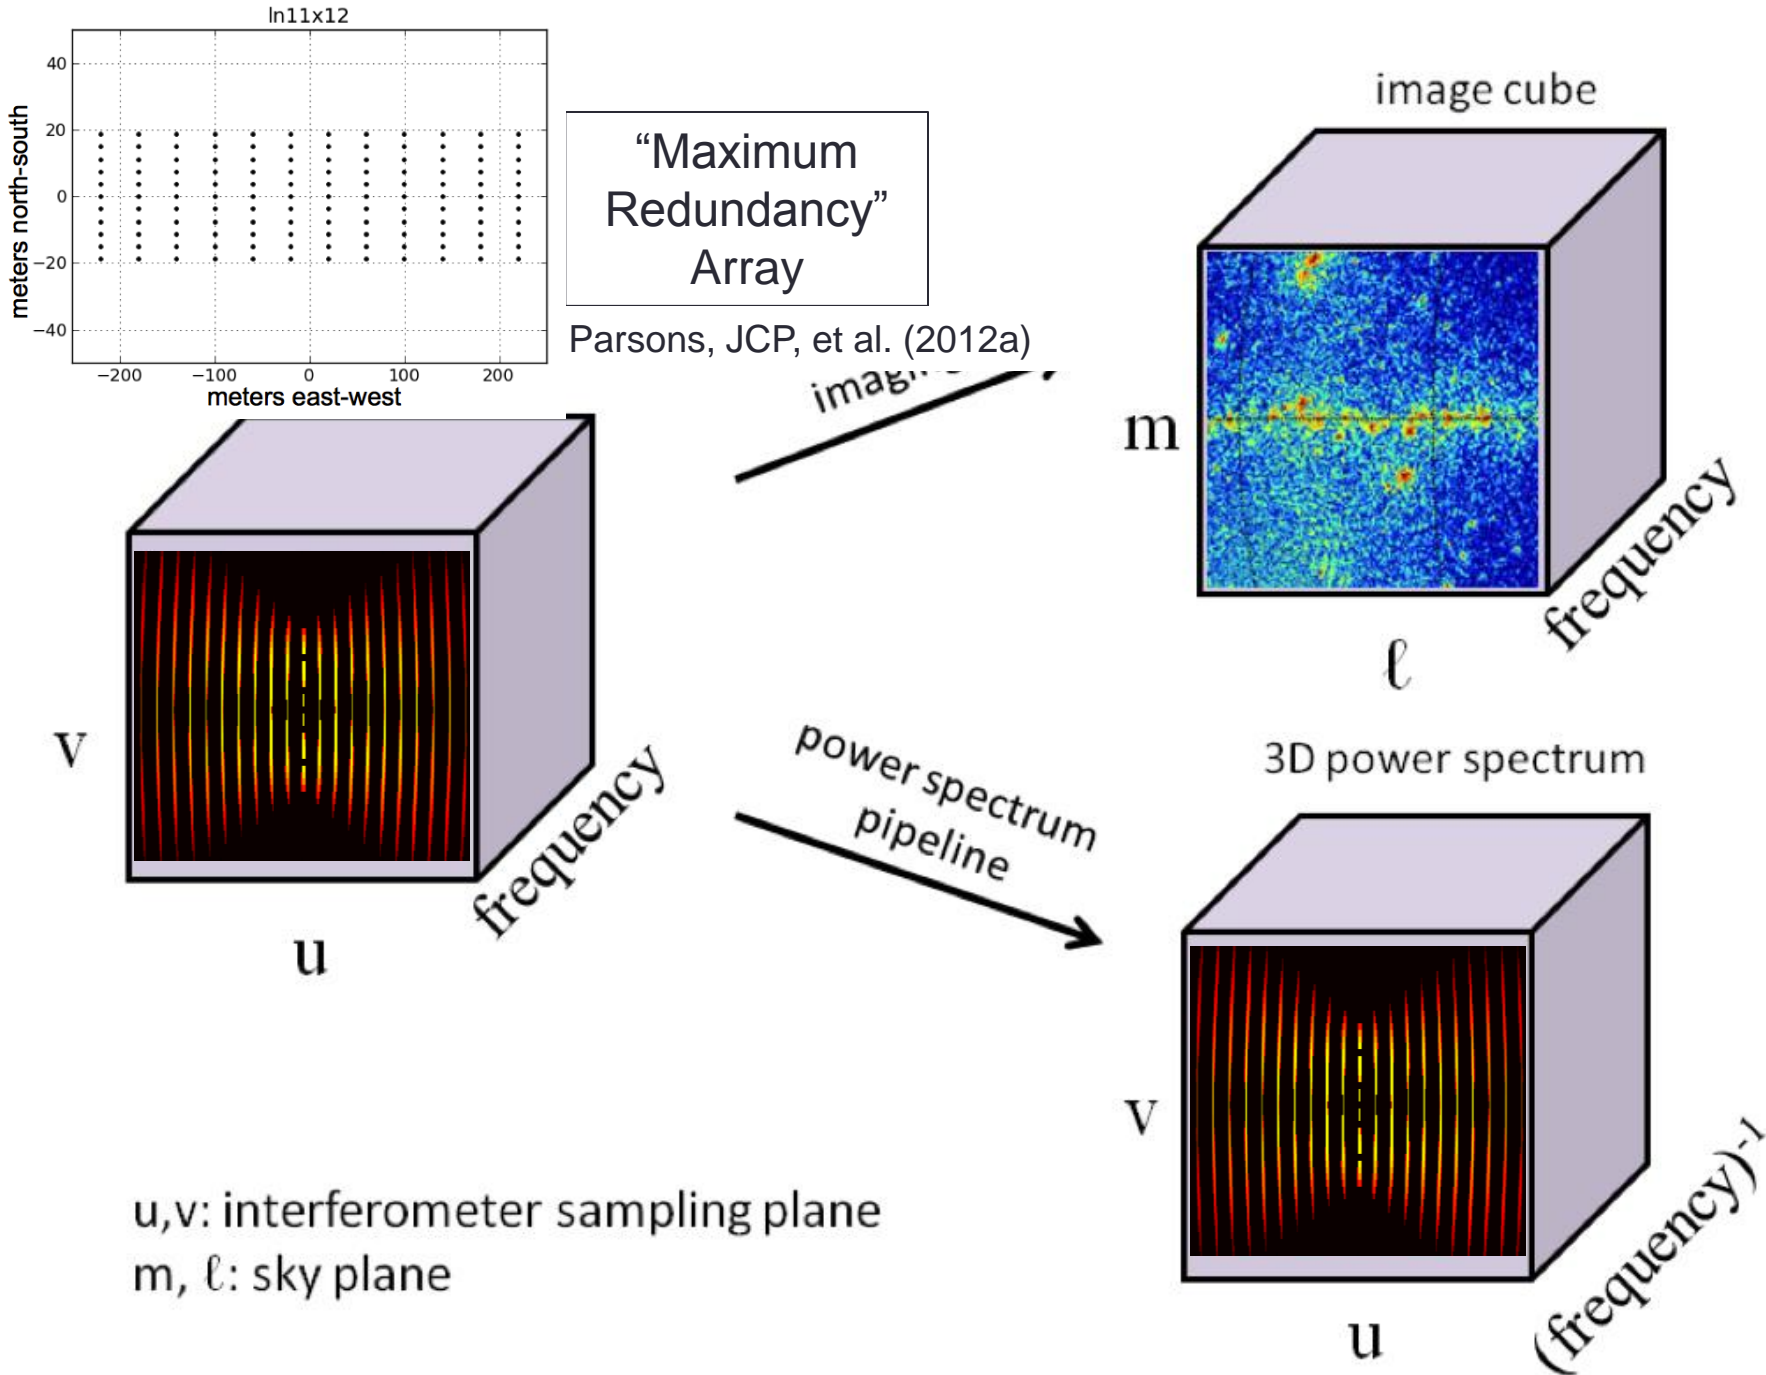 ln11x12
40
20
0
−20
−40
meters north-south
−200 −100 0 100 200
meters east-west
“Maximum
Redundancy”
Array
Parsons, JCP, et al. (2012a)
image cube
m
ℓ
frequency
v
u
frequency
power spectrum
pipeline
3D power spectrum
v
u
(frequency)⁻¹
u,v: interferometer sampling plane
m, ℓ: sky plane